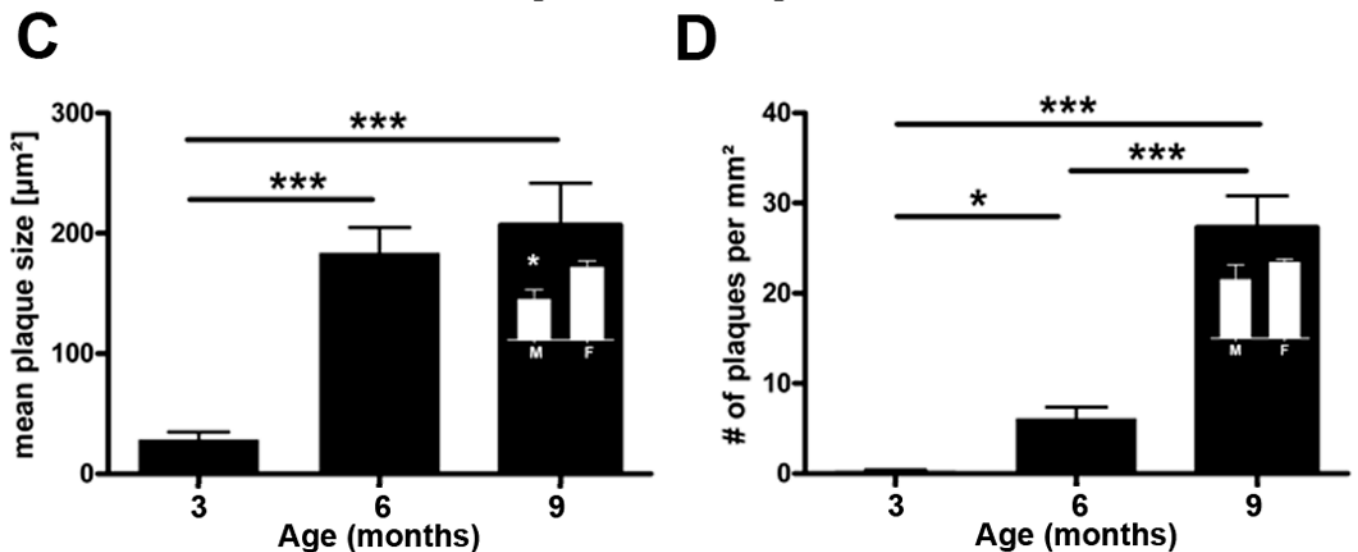 C
D
mean plaque size [µm²]
300
200
100
0
***
***
*
M
F
3
6
9
Age (months)
# of plaques per mm²
40
30
20
10
0
***
***
*
M
F
3
6
9
Age (months)